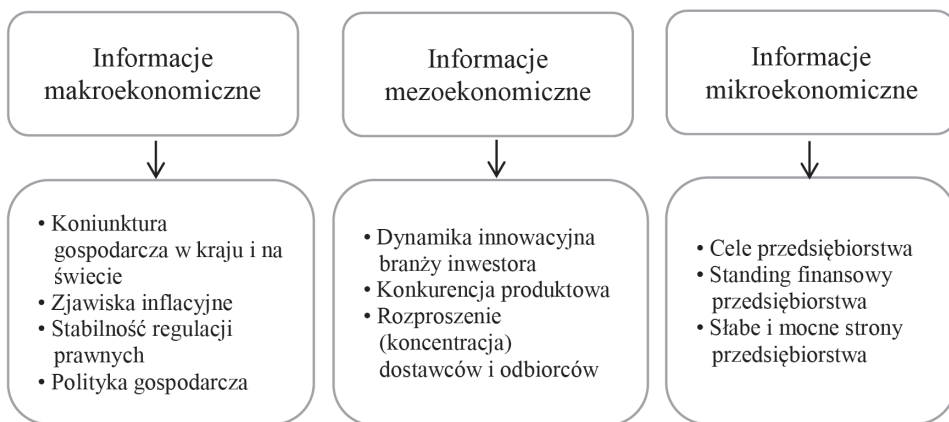 Informacje
makroekonomiczne
• Koniunktura
gospodarcza w kraju i na
świecie
• Zjawiska inflacyjne
• Stabilność regulacji
prawnych
• Polityka gospodarcza
Informacje
mezoekonomiczne
• Dynamika innowacyjna
branży inwestora
• Konkurencja produktowa
• Rozproszenie
(koncentracja)
dostawców i odbiorców
Informacje
mikroekonomiczne
• Cele przedsiębiorstwa
• Standing finansowy
przedsiębiorstwa
• Słabe i mocne strony
przedsiębiorstwa